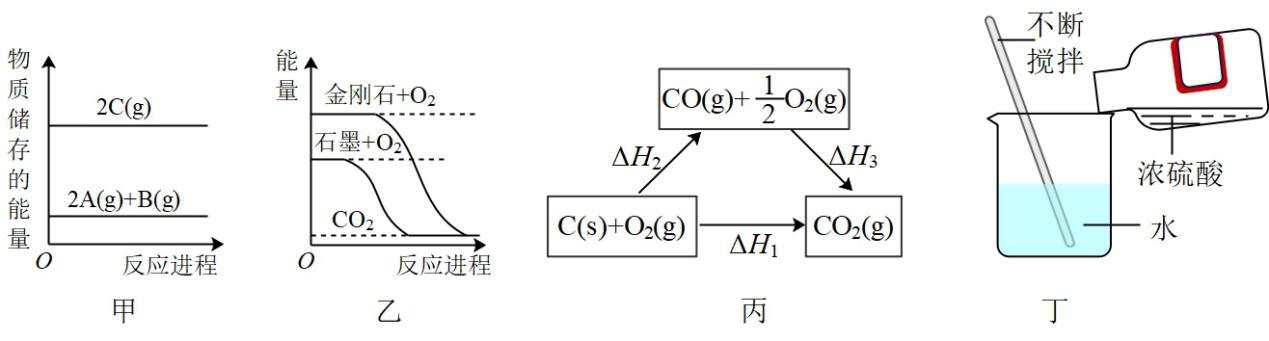 物质储存的能量
2C(g)
2A(g)+B(g)
O
反应进程
甲
能量
金刚石+O₂
石墨+O₂
CO₂
O
反应进程
乙
CO(g)+½O₂(g)
ΔH₂
ΔH₃
C(s)+O₂(g)
ΔH₁
CO₂(g)
丙
不断
搅拌
浓硫酸
水
丁